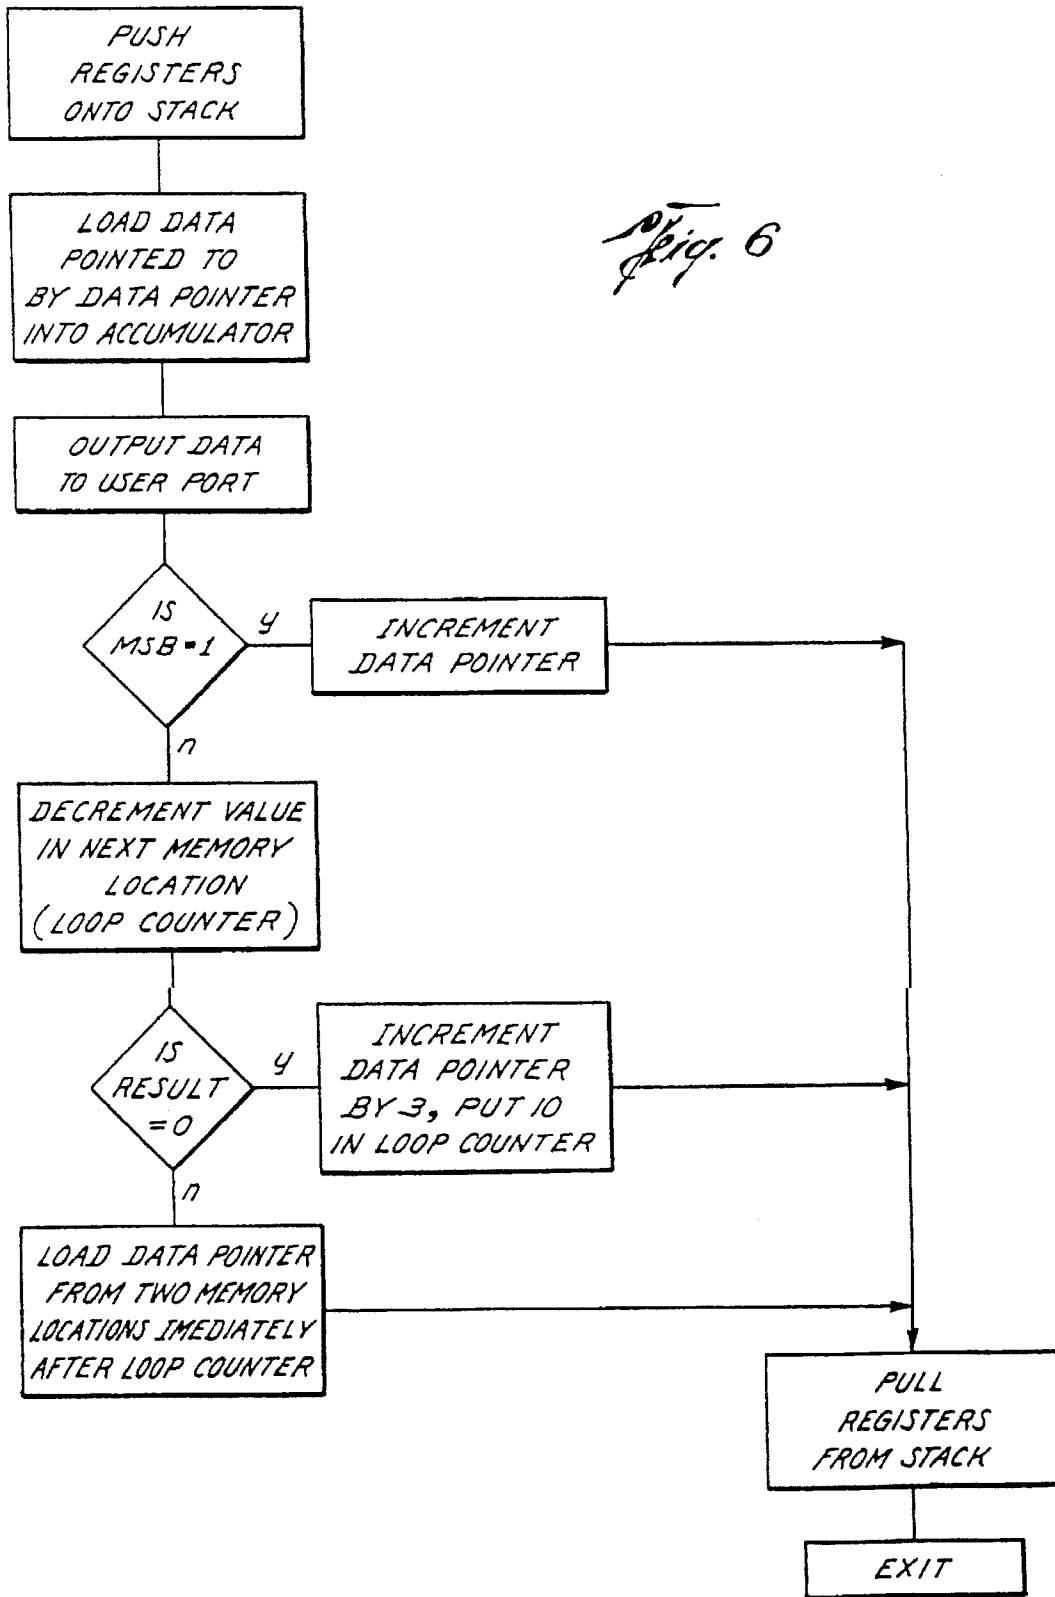 PUSH
REGISTERS
ONTO STACK
LOAD DATA
POINTED TO
BY DATA POINTER
INTO ACCUMULATOR
Fig. 6
OUTPUT DATA
TO USER PORT
IS
MSB=1
y
INCREMENT
DATA POINTER
n
DECREMENT VALUE
IN NEXT MEMORY
LOCATION
(LOOP COUNTER)
IS
RESULT
=0
y
INCREMENT
DATA POINTER
BY 3, PUT 10
IN LOOP COUNTER
n
LOAD DATA POINTER
FROM TWO MEMORY
LOCATIONS IMEDIATELY
AFTER LOOP COUNTER
PULL
REGISTERS
FROM STACK
EXIT